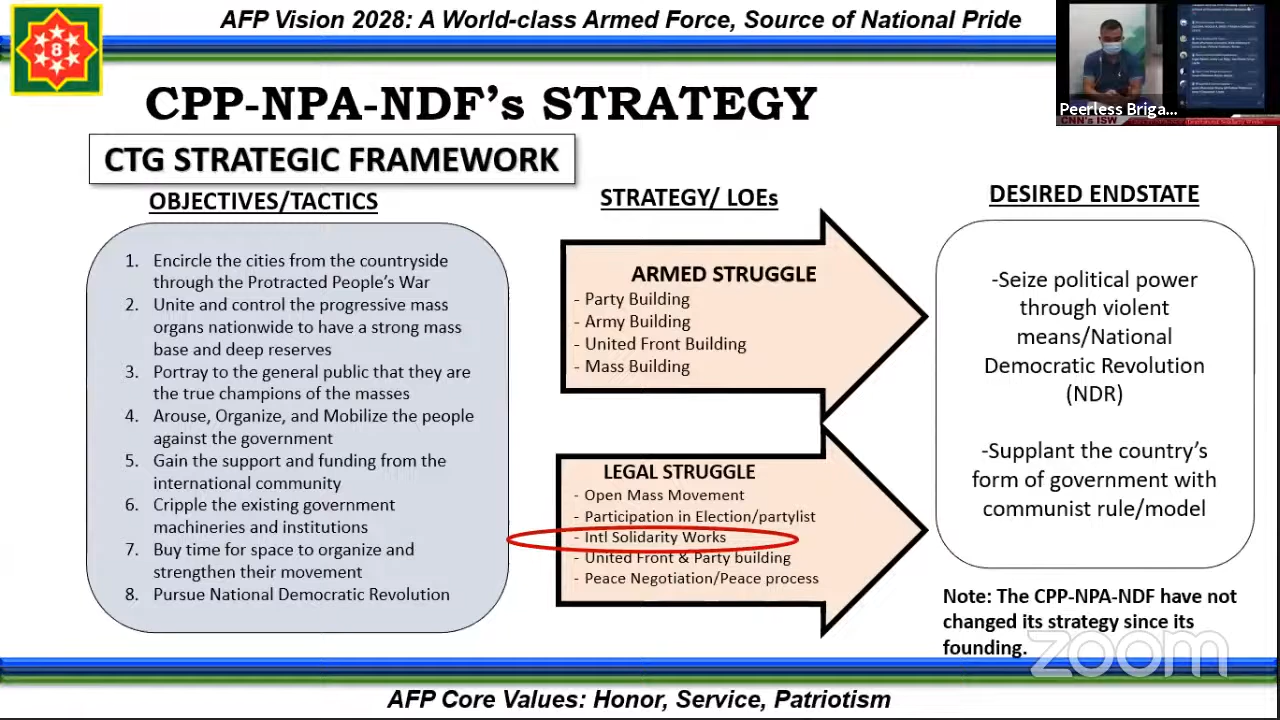 AFP Vision 2028: A World-class Armed Force, Source of National Pride
8
Peerless Briga...
CNN's ISW
CPP-NPA-NDF's STRATEGY
CTG STRATEGIC FRAMEWORK
OBJECTIVES/TACTICS
1. Encircle the cities from the countryside
through the Protracted People's War
2. Unite and control the progressive mass
organs nationwide to have a strong mass
base and deep reserves
3. Portray to the general public that they are
the true champions of the masses
4. Arouse, Organize, and Mobilize the people
against the government
5. Gain the support and funding from the
international community
6. Cripple the existing government
machineries and institutions
7. Buy time for space to organize and
strengthen their movement
8. Pursue National Democratic Revolution
STRATEGY/ LOEs
ARMED STRUGGLE
- Party Building
- Army Building
- United Front Building
- Mass Building
LEGAL STRUGGLE
- Open Mass Movement
- Participation in Election/partylist
- Intl Solidarity Works
- United Front & Party building
- Peace Negotiation/Peace process
DESIRED ENDSTATE
-Seize political power
through violent
means/National
Democratic Revolution
(NDR)
-Supplant the country's
form of government with
communist rule/model
Note: The CPP-NPA-NDF have not
changed its strategy since its
founding.
zoom
AFP Core Values: Honor, Service, Patriotism